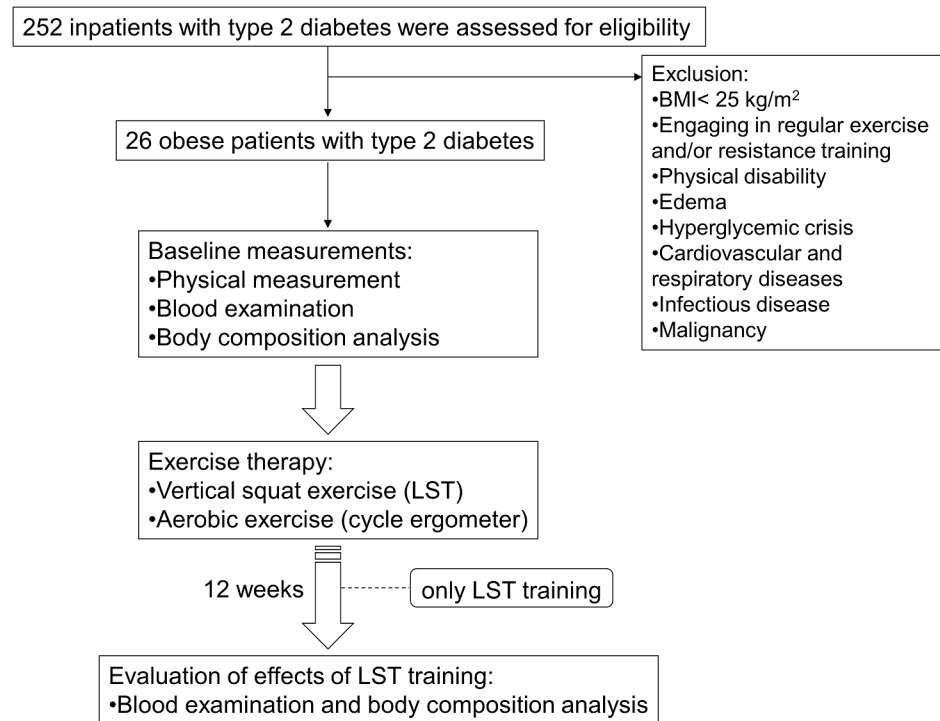 252 inpatients with type 2 diabetes were assessed for eligibility
Exclusion:
•BMI< 25 kg/m²
•Engaging in regular exercise
and/or resistance training
•Physical disability
•Edema
•Hyperglycemic crisis
•Cardiovascular and
respiratory diseases
•Infectious disease
•Malignancy
26 obese patients with type 2 diabetes
Baseline measurements:
•Physical measurement
•Blood examination
•Body composition analysis
Exercise therapy:
•Vertical squat exercise (LST)
•Aerobic exercise (cycle ergometer)
12 weeks
only LST training
Evaluation of effects of LST training:
•Blood examination and body composition analysis